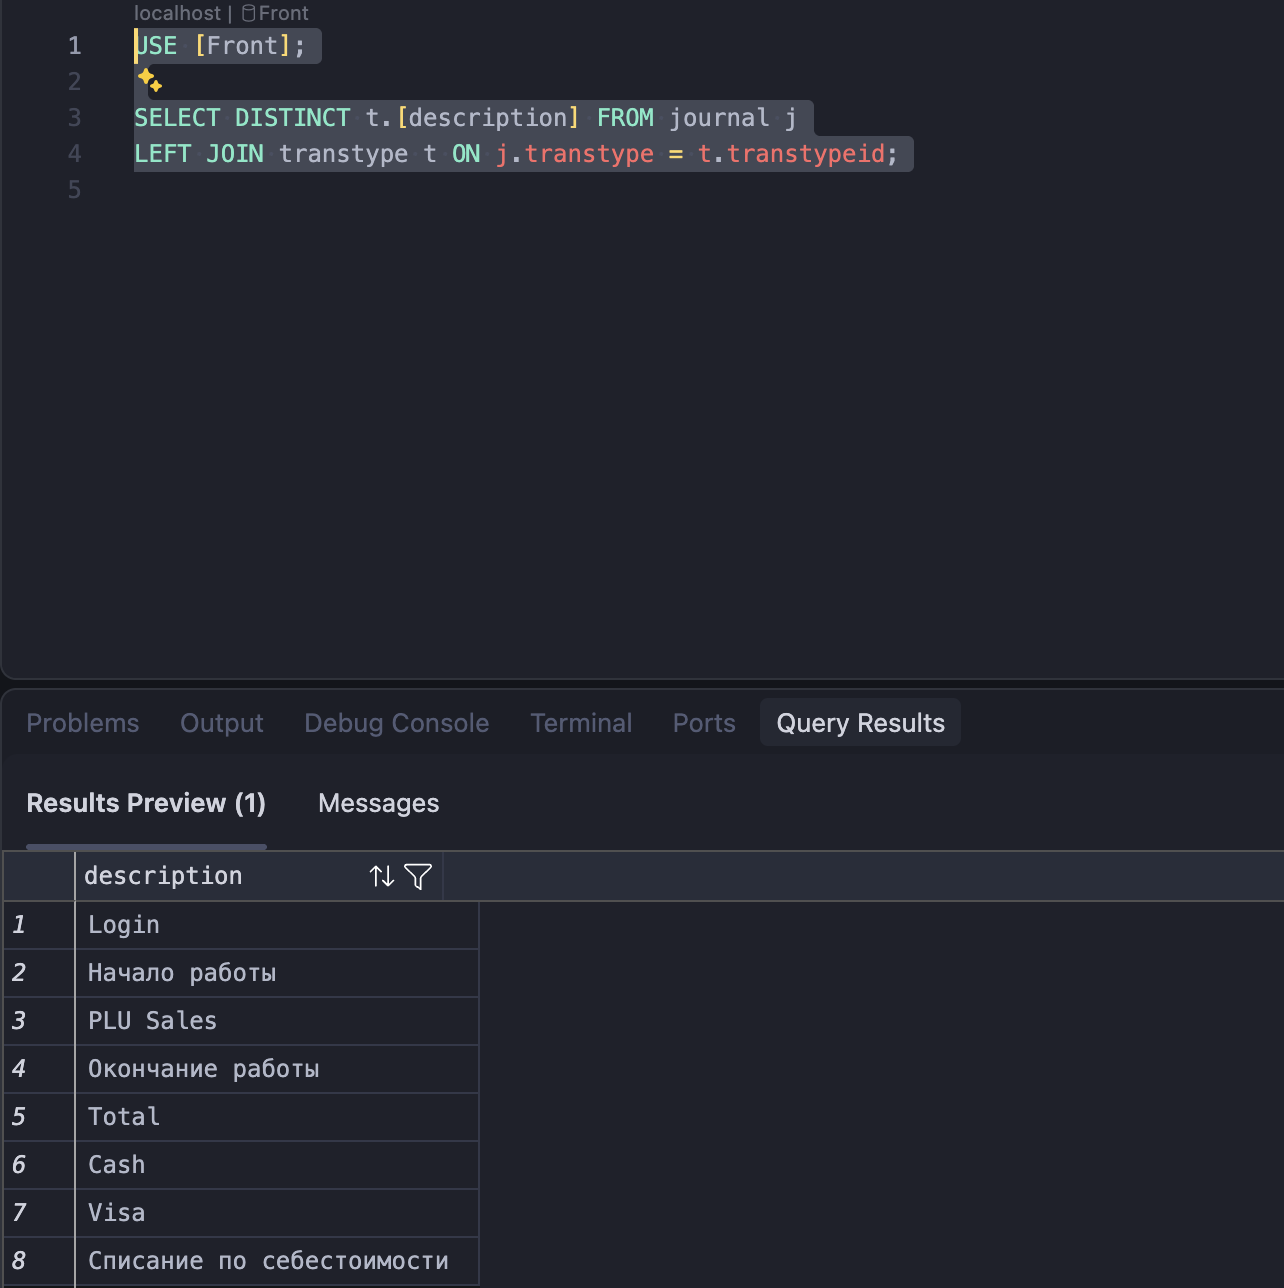 localhost | Front
1 USE [Front];
2
3 SELECT DISTINCT t.[description] FROM journal j
4 LEFT JOIN transtype t ON j.transtype = t.transtypeid;
5
Problems Output Debug Console Terminal Ports Query Results
Results Preview (1) Messages
description
1 Login
2 Начало работы
3 PLU Sales
4 Окончание работы
5 Total
6 Cash
7 Visa
8 Списание по себестоимости